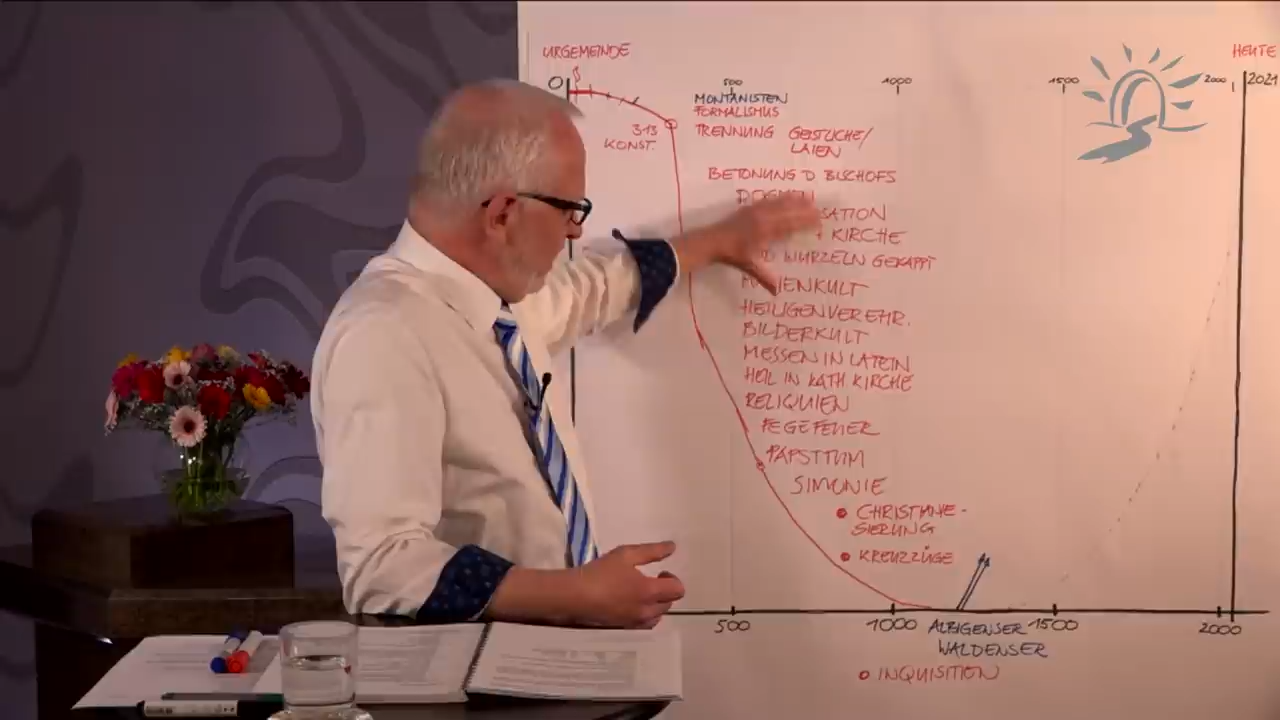 URGEMEINDE
HEUTE
0
500
1000
1500
2000
2021
MONTANISTEN
FORMALISMUS
313
KONST.
TRENNUNG GEISTLICHE/
LAIEN
BETONUNG D BISCHOFS
KIRCHE
WURZELN GEKAPPT
HEILIGENVEREHR.
BILDERKULT
MESSEN IN LATEIN
HEIL IN KATH KIRCHE
RELIQUIEN
FEGEFEUER
PAPSTTUM
SIMONIE
CHRISTIANI-
SIERUNG
KREUZZÜGE
500
1000
ALBIGENSER
1500
2000
WALDENSER
INQUISITION